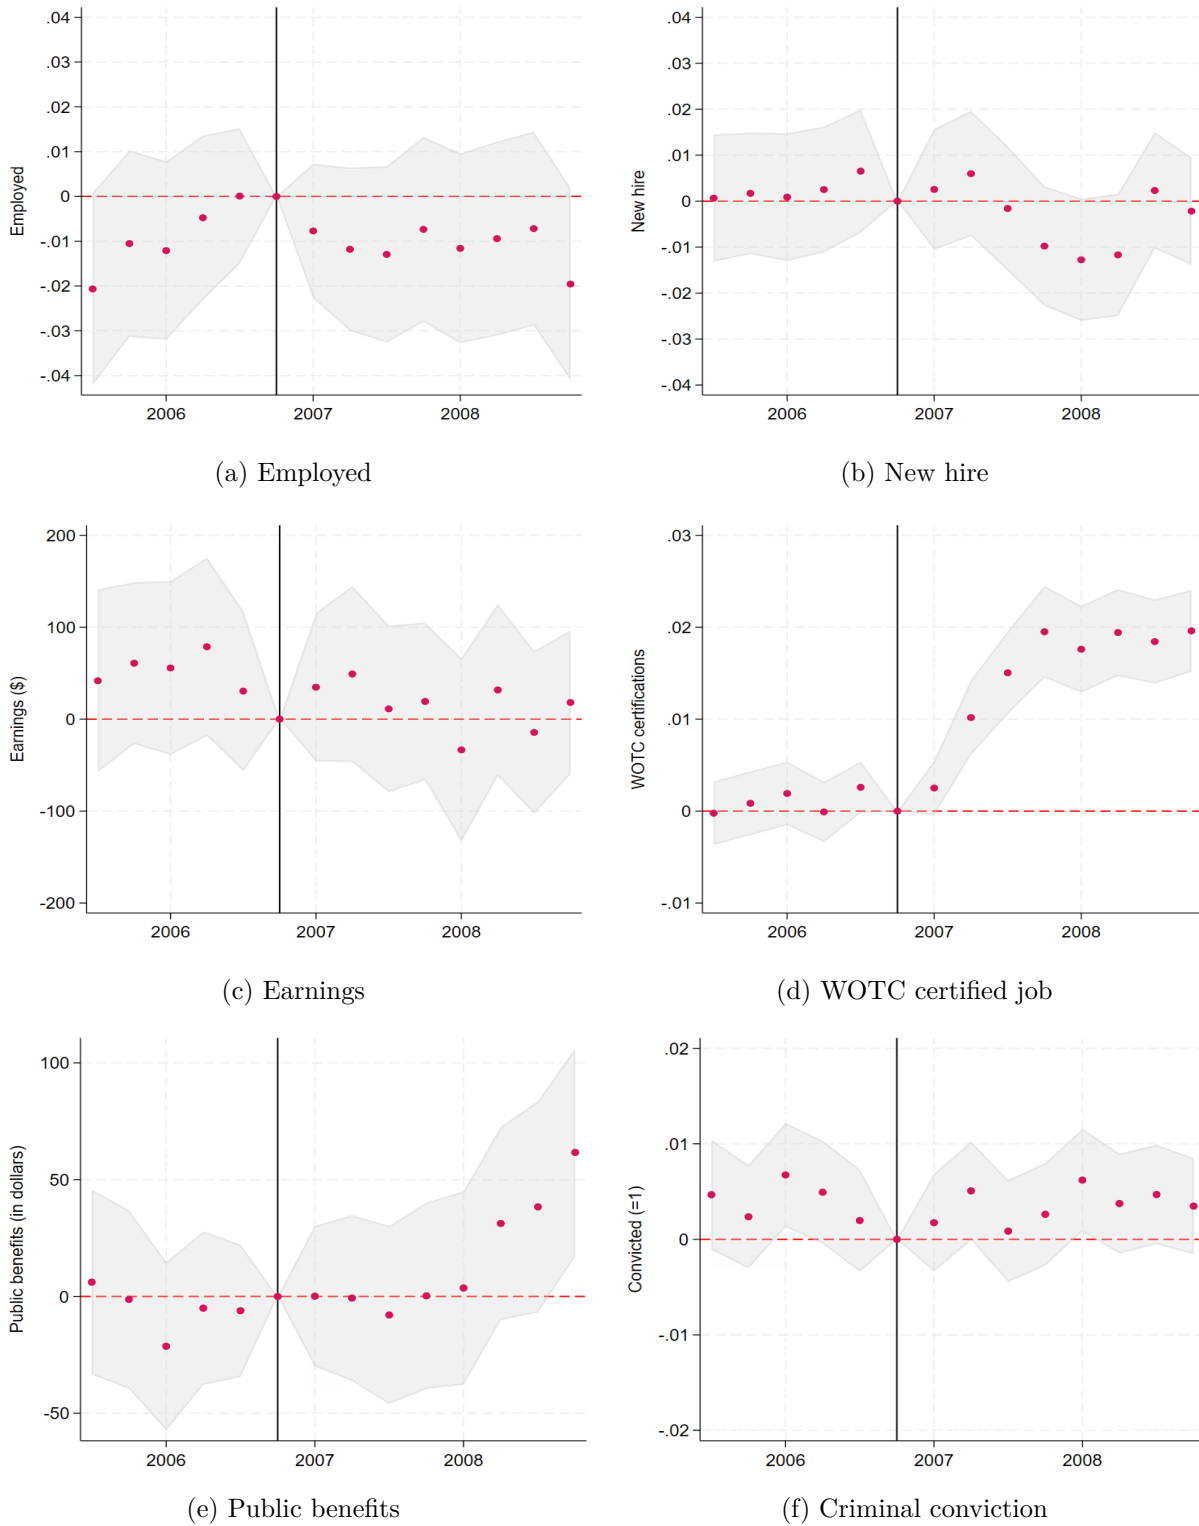 .04
.03
.02
.01
0
-.01
-.02
-.03
-.04
Employed
2006 2007 2008
(a) Employed
.04
.03
.02
.01
0
-.01
-.02
-.03
-.04
New hire
2006 2007 2008
(b) New hire
200
100
0
-100
-200
Earnings ($)
2006 2007 2008
(c) Earnings
.03
.02
.01
0
-.01
WOTC certifications
2006 2007 2008
(d) WOTC certified job
100
50
0
-50
Public benefits (in dollars)
2006 2007 2008
(e) Public benefits
.02
.01
0
-.01
-.02
Convicted (=1)
2006 2007 2008
(f) Criminal conviction